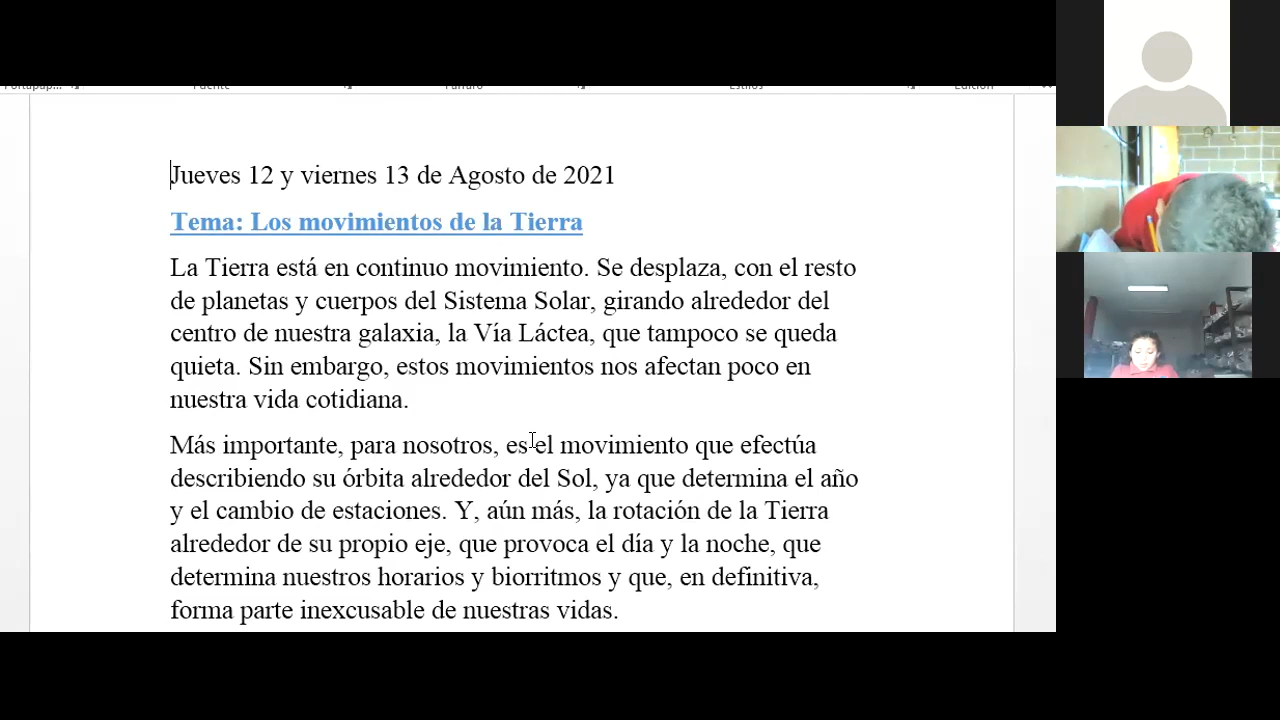 Jueves 12 y viernes 13 de Agosto de 2021
Tema: Los movimientos de la Tierra
La Tierra está en continuo movimiento. Se desplaza, con el resto
de planetas y cuerpos del Sistema Solar, girando alrededor del
centro de nuestra galaxia, la Vía Láctea, que tampoco se queda
quieta. Sin embargo, estos movimientos nos afectan poco en
nuestra vida cotidiana.
Más importante, para nosotros, es el movimiento que efectúa
describiendo su órbita alrededor del Sol, ya que determina el año
y el cambio de estaciones. Y, aún más, la rotación de la Tierra
alrededor de su propio eje, que provoca el día y la noche, que
determina nuestros horarios y biorritmos y que, en definitiva,
forma parte inexcusable de nuestras vidas.